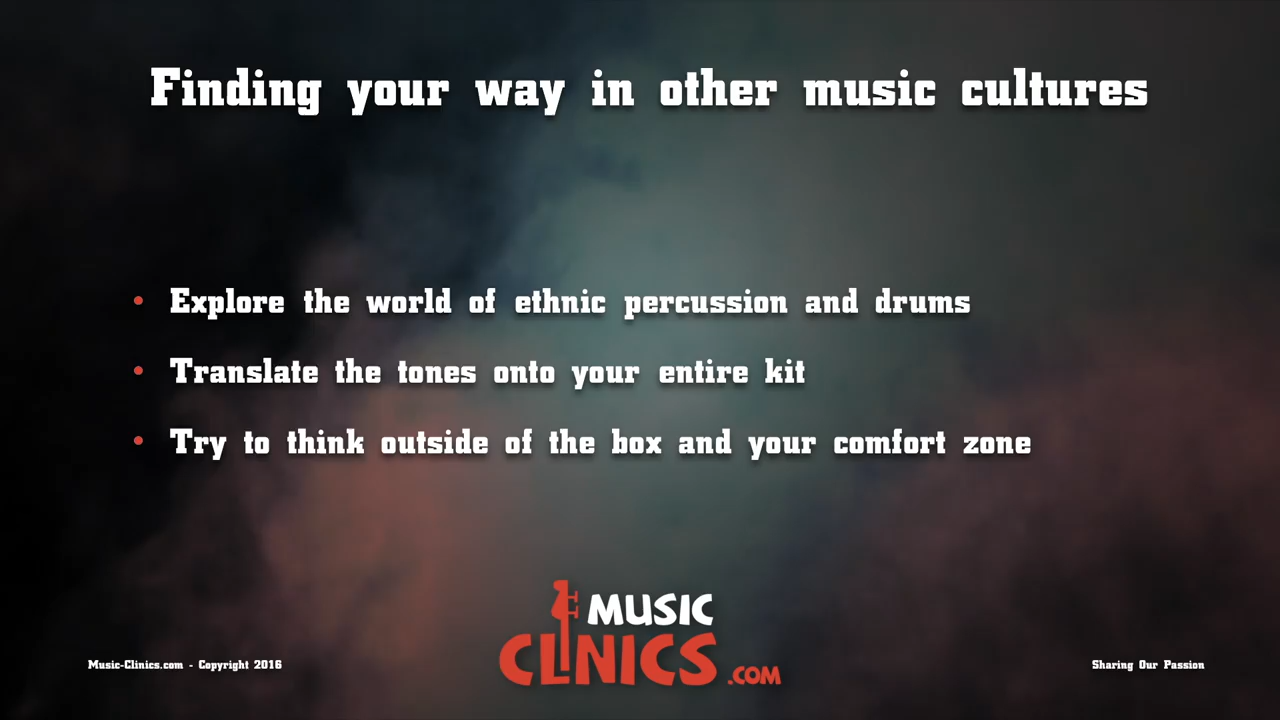 Finding your way in other music cultures
• Explore the world of ethnic percussion and drums
• Translate the tones onto your entire kit
• Try to think outside of the box and your comfort zone
MUSIC
CLINICS.COM
Music-Clinics.com - Copyright 2016
Sharing Our Passion